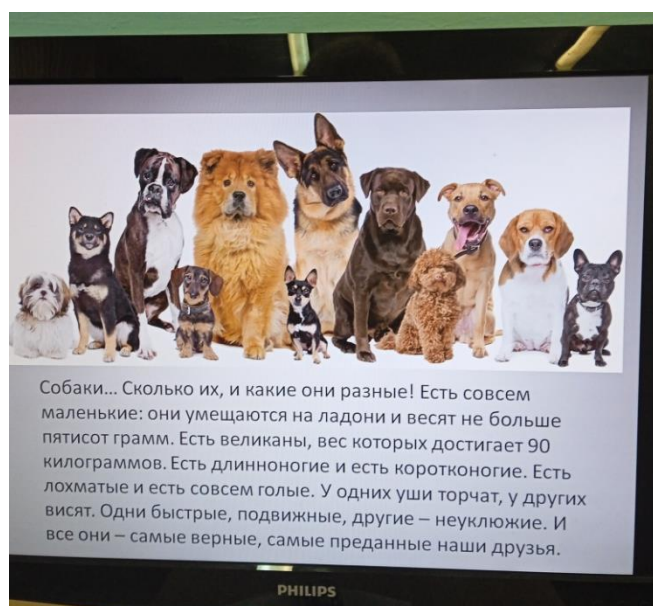 Собаки... Сколько их, и какие они разные! Есть совсем
маленькие: они умещаются на ладони и весят не больше
пятисот грамм. Есть великаны, вес которых достигает 90
килограммов. Есть длинноногие и есть коротконогие. Есть
лохматые и есть совсем голые. У одних уши торчат, у других
висят. Одни быстрые, подвижные, другие – неуклюжие. И
все они – самые верные, самые преданные наши друзья.
PHILIPS